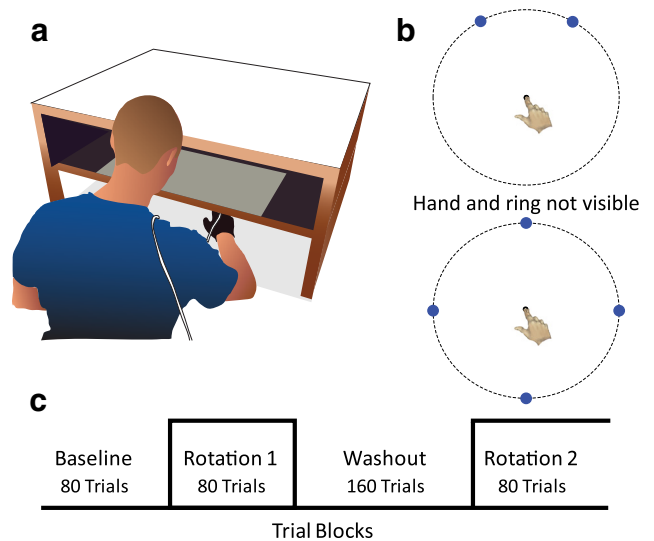 a
b
Hand and ring not visible
c
Baseline
80 Trials
Rotation 1
80 Trials
Washout
160 Trials
Rotation 2
80 Trials
Trial Blocks